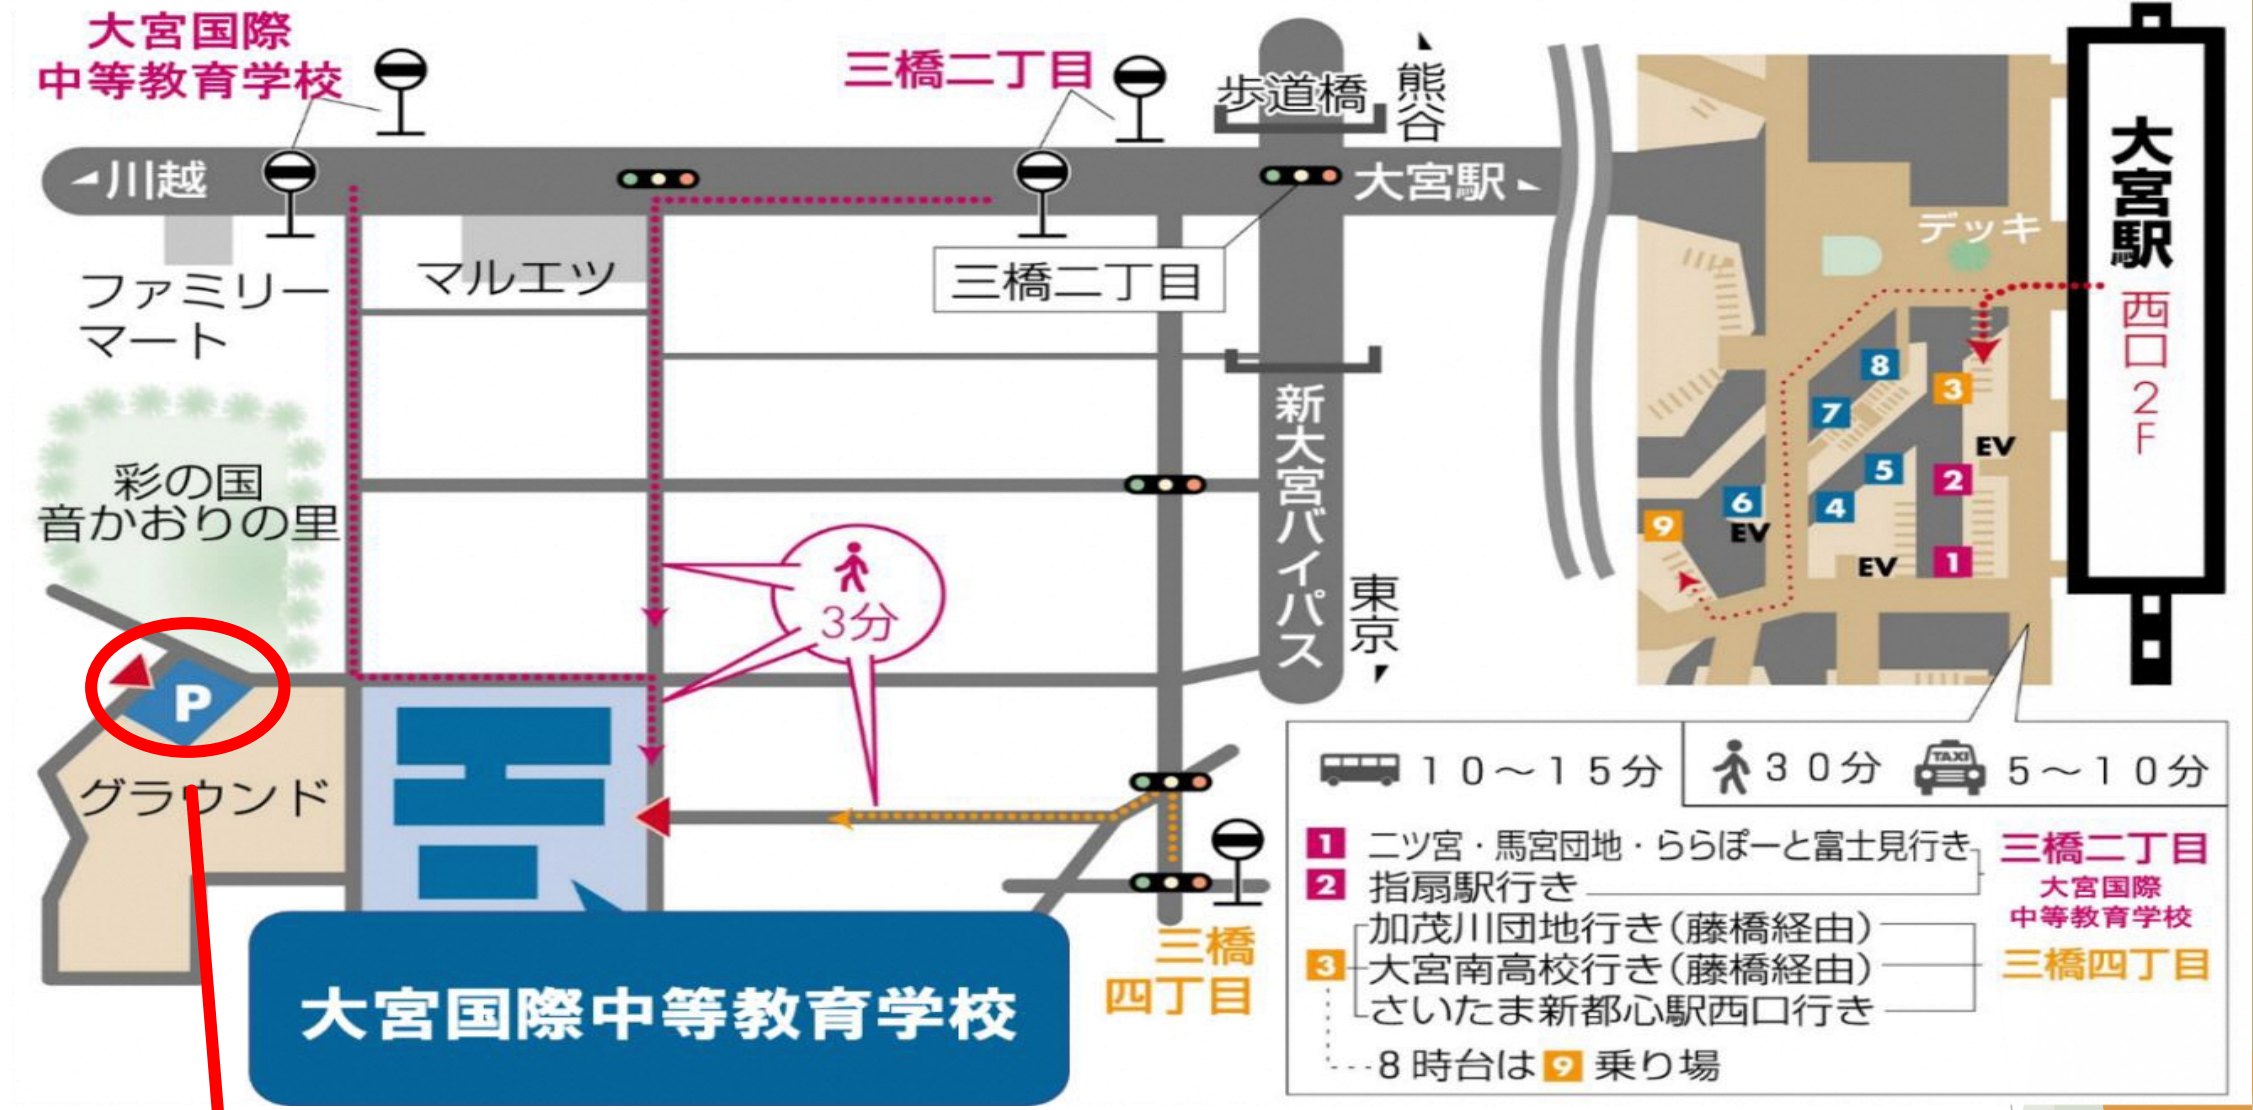 大宮国際
中等教育学校
三橋二丁目
歩道橋
熊谷
川越
大宮駅
三橋二丁目
ファミリー
マート
マルエツ
彩の国
音かおりの里
新大宮バイパス
東京
3分
P
グラウンド
大宮国際中等教育学校
三橋
四丁目
デッキ
大宮駅
西口2F
8
3
7
EV
5
2
6
4
9
EV
EV
1
10～15分
30分
TAXI
5～10分
1 二ツ宮・馬宮団地・ららぽーと富士見行き
2 指扇駅行き
三橋二丁目
大宮国際
中等教育学校
加茂川団地行き(藤橋経由)
3 大宮南高校行き(藤橋経由)
さいたま新都心駅西口行き
三橋四丁目
8時台は 9 乗り場